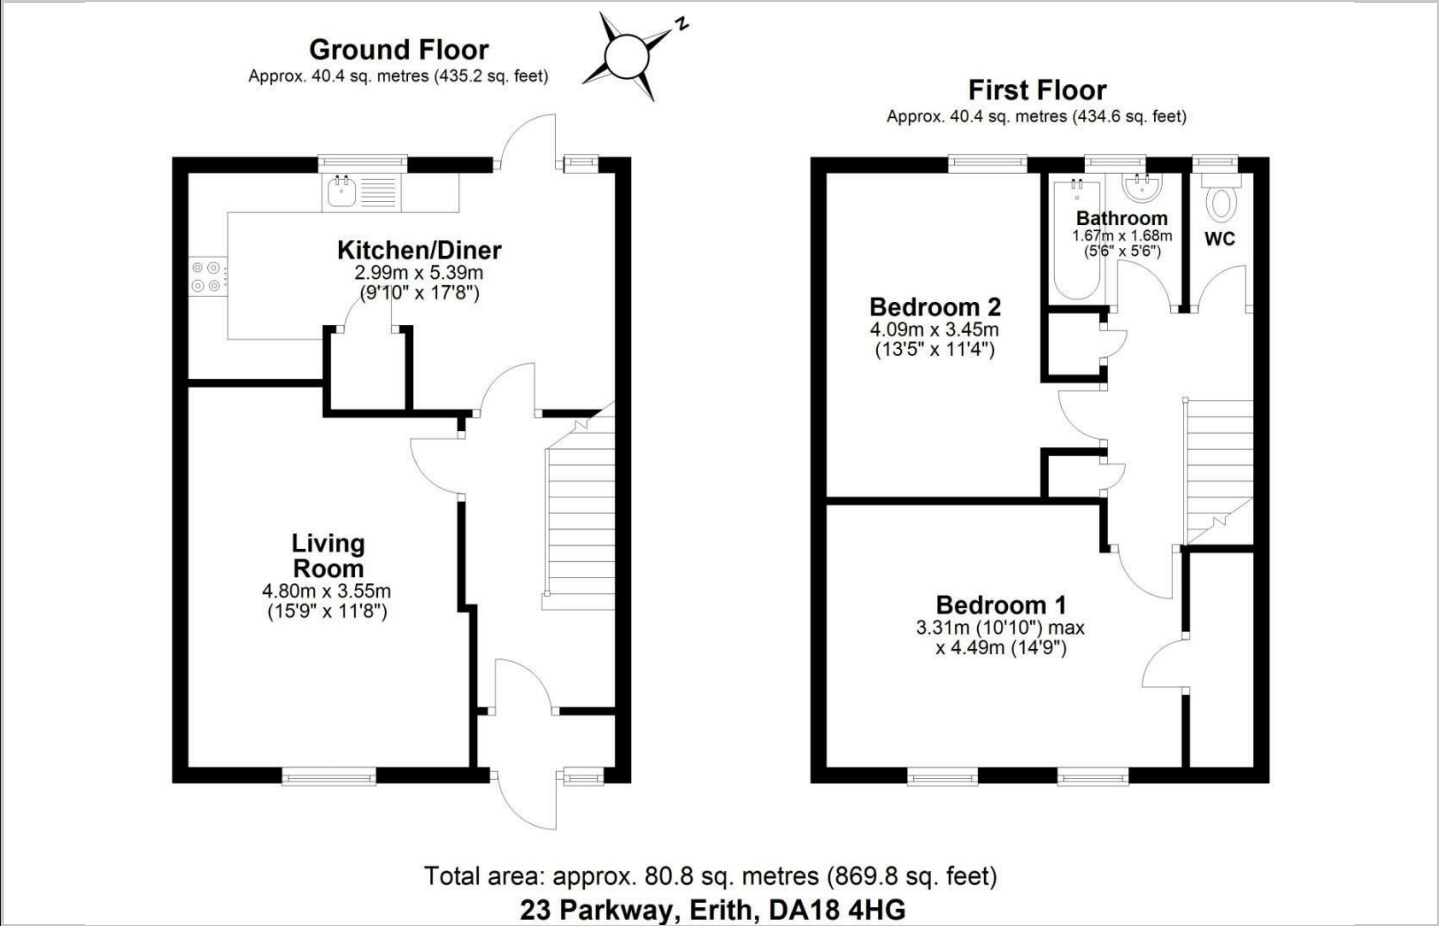 Ground Floor
Approx. 40.4 sq. metres (435.2 sq. feet)
N
Kitchen/Diner
2.99m x 5.39m
(9'10" x 17'8")
Living
Room
4.80m x 3.55m
(15'9" x 11'8")
First Floor
Approx. 40.4 sq. metres (434.6 sq. feet)
Bathroom
1.67m x 1.68m
(5'6" x 5'6")
WC
Bedroom 2
4.09m x 3.45m
(13'5" x 11'4")
Bedroom 1
3.31m (10'10") max
x 4.49m (14'9")
Total area: approx. 80.8 sq. metres (869.8 sq. feet)
23 Parkway, Erith, DA18 4HG